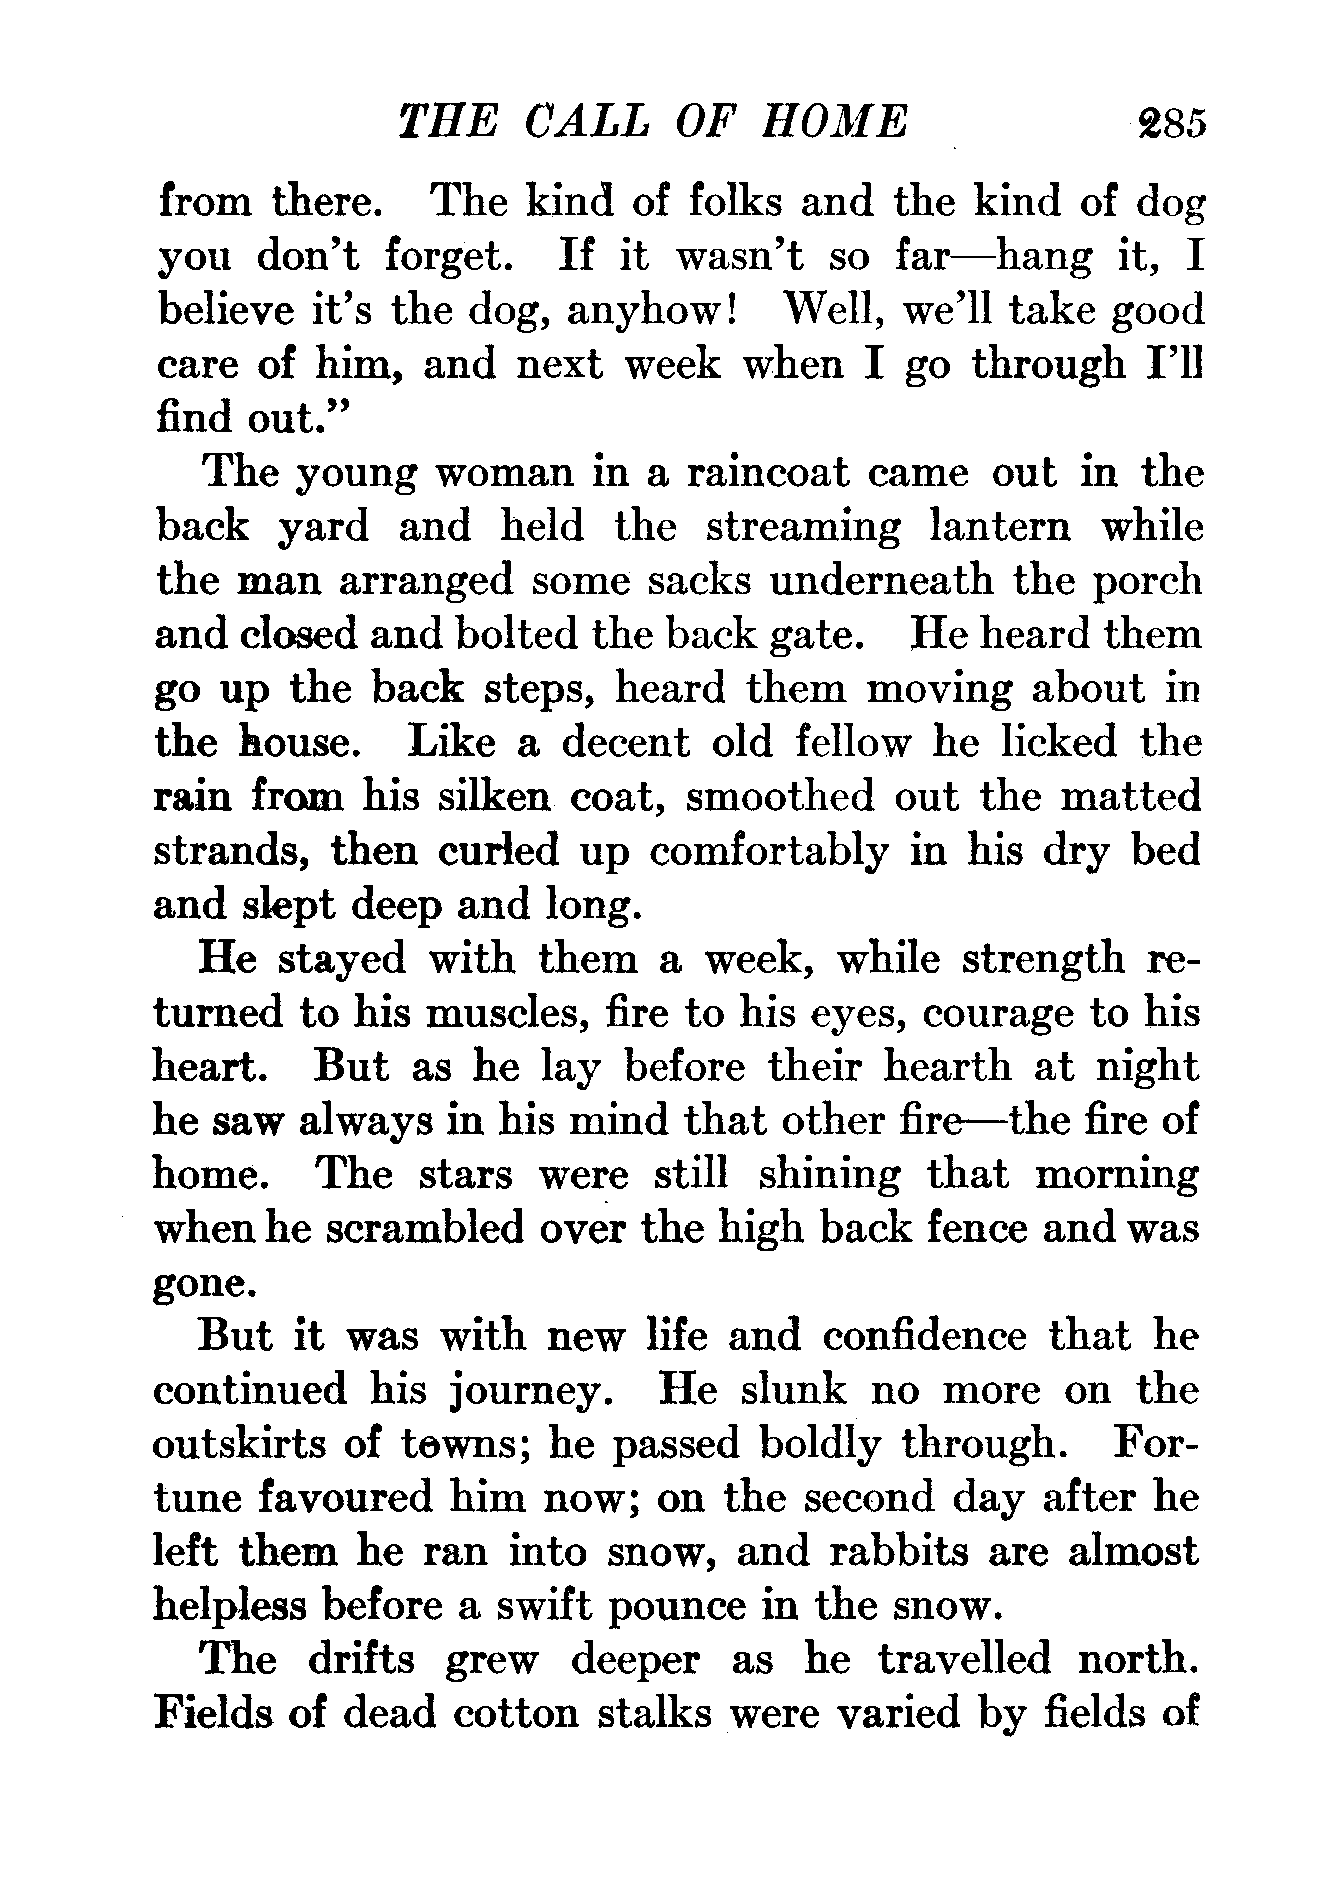 THE CALL OF HOME 285
from there. The kind of folks and the kind of dog
you don't forget. If it wasn't so far—hang it, I
believe it's the dog, anyhow! Well, we'll take good
care of him, and next week when I go through I'll
find out."
The young woman in a raincoat came out in the
back yard and held the streaming lantern while
the man arranged some sacks underneath the porch
and closed and bolted the back gate. He heard them
go up the back steps, heard them moving about in
the house. Like a decent old fellow he licked the
rain from his silken coat, smoothed out the matted
strands, then curled up comfortably in his dry bed
and slept deep and long.
He stayed with them a week, while strength re-
turned to his muscles, fire to his eyes, courage to his
heart. But as he lay before their hearth at night
he saw always in his mind that other fire—the fire of
home. The stars were still shining that morning
when he scrambled over the high back fence and was
gone.
But it was with new life and confidence that he
continued his journey. He slunk no more on the
outskirts of towns; he passed boldly through. For-
tune favoured him now; on the second day after he
left them he ran into snow, and rabbits are almost
helpless before a swift pounce in the snow.
The drifts grew deeper as he travelled north.
Fields of dead cotton stalks were varied by fields of